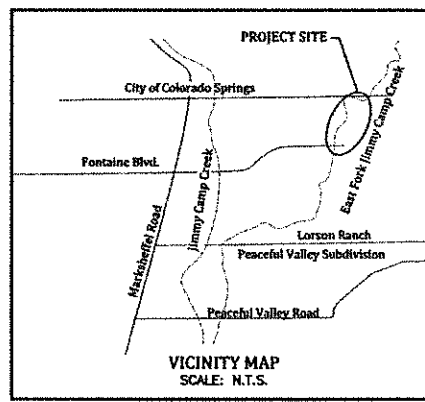 PROJECT SITE
City of Colorado Springs
East Fork Jimmy Camp Creek
Fontaine Blvd.
Jimmy Camp Creek
Marksheffel Road
Lorson Ranch
Peaceful Valley Subdivision
Peaceful Valley Road
VICINITY MAP
SCALE: N.T.S.